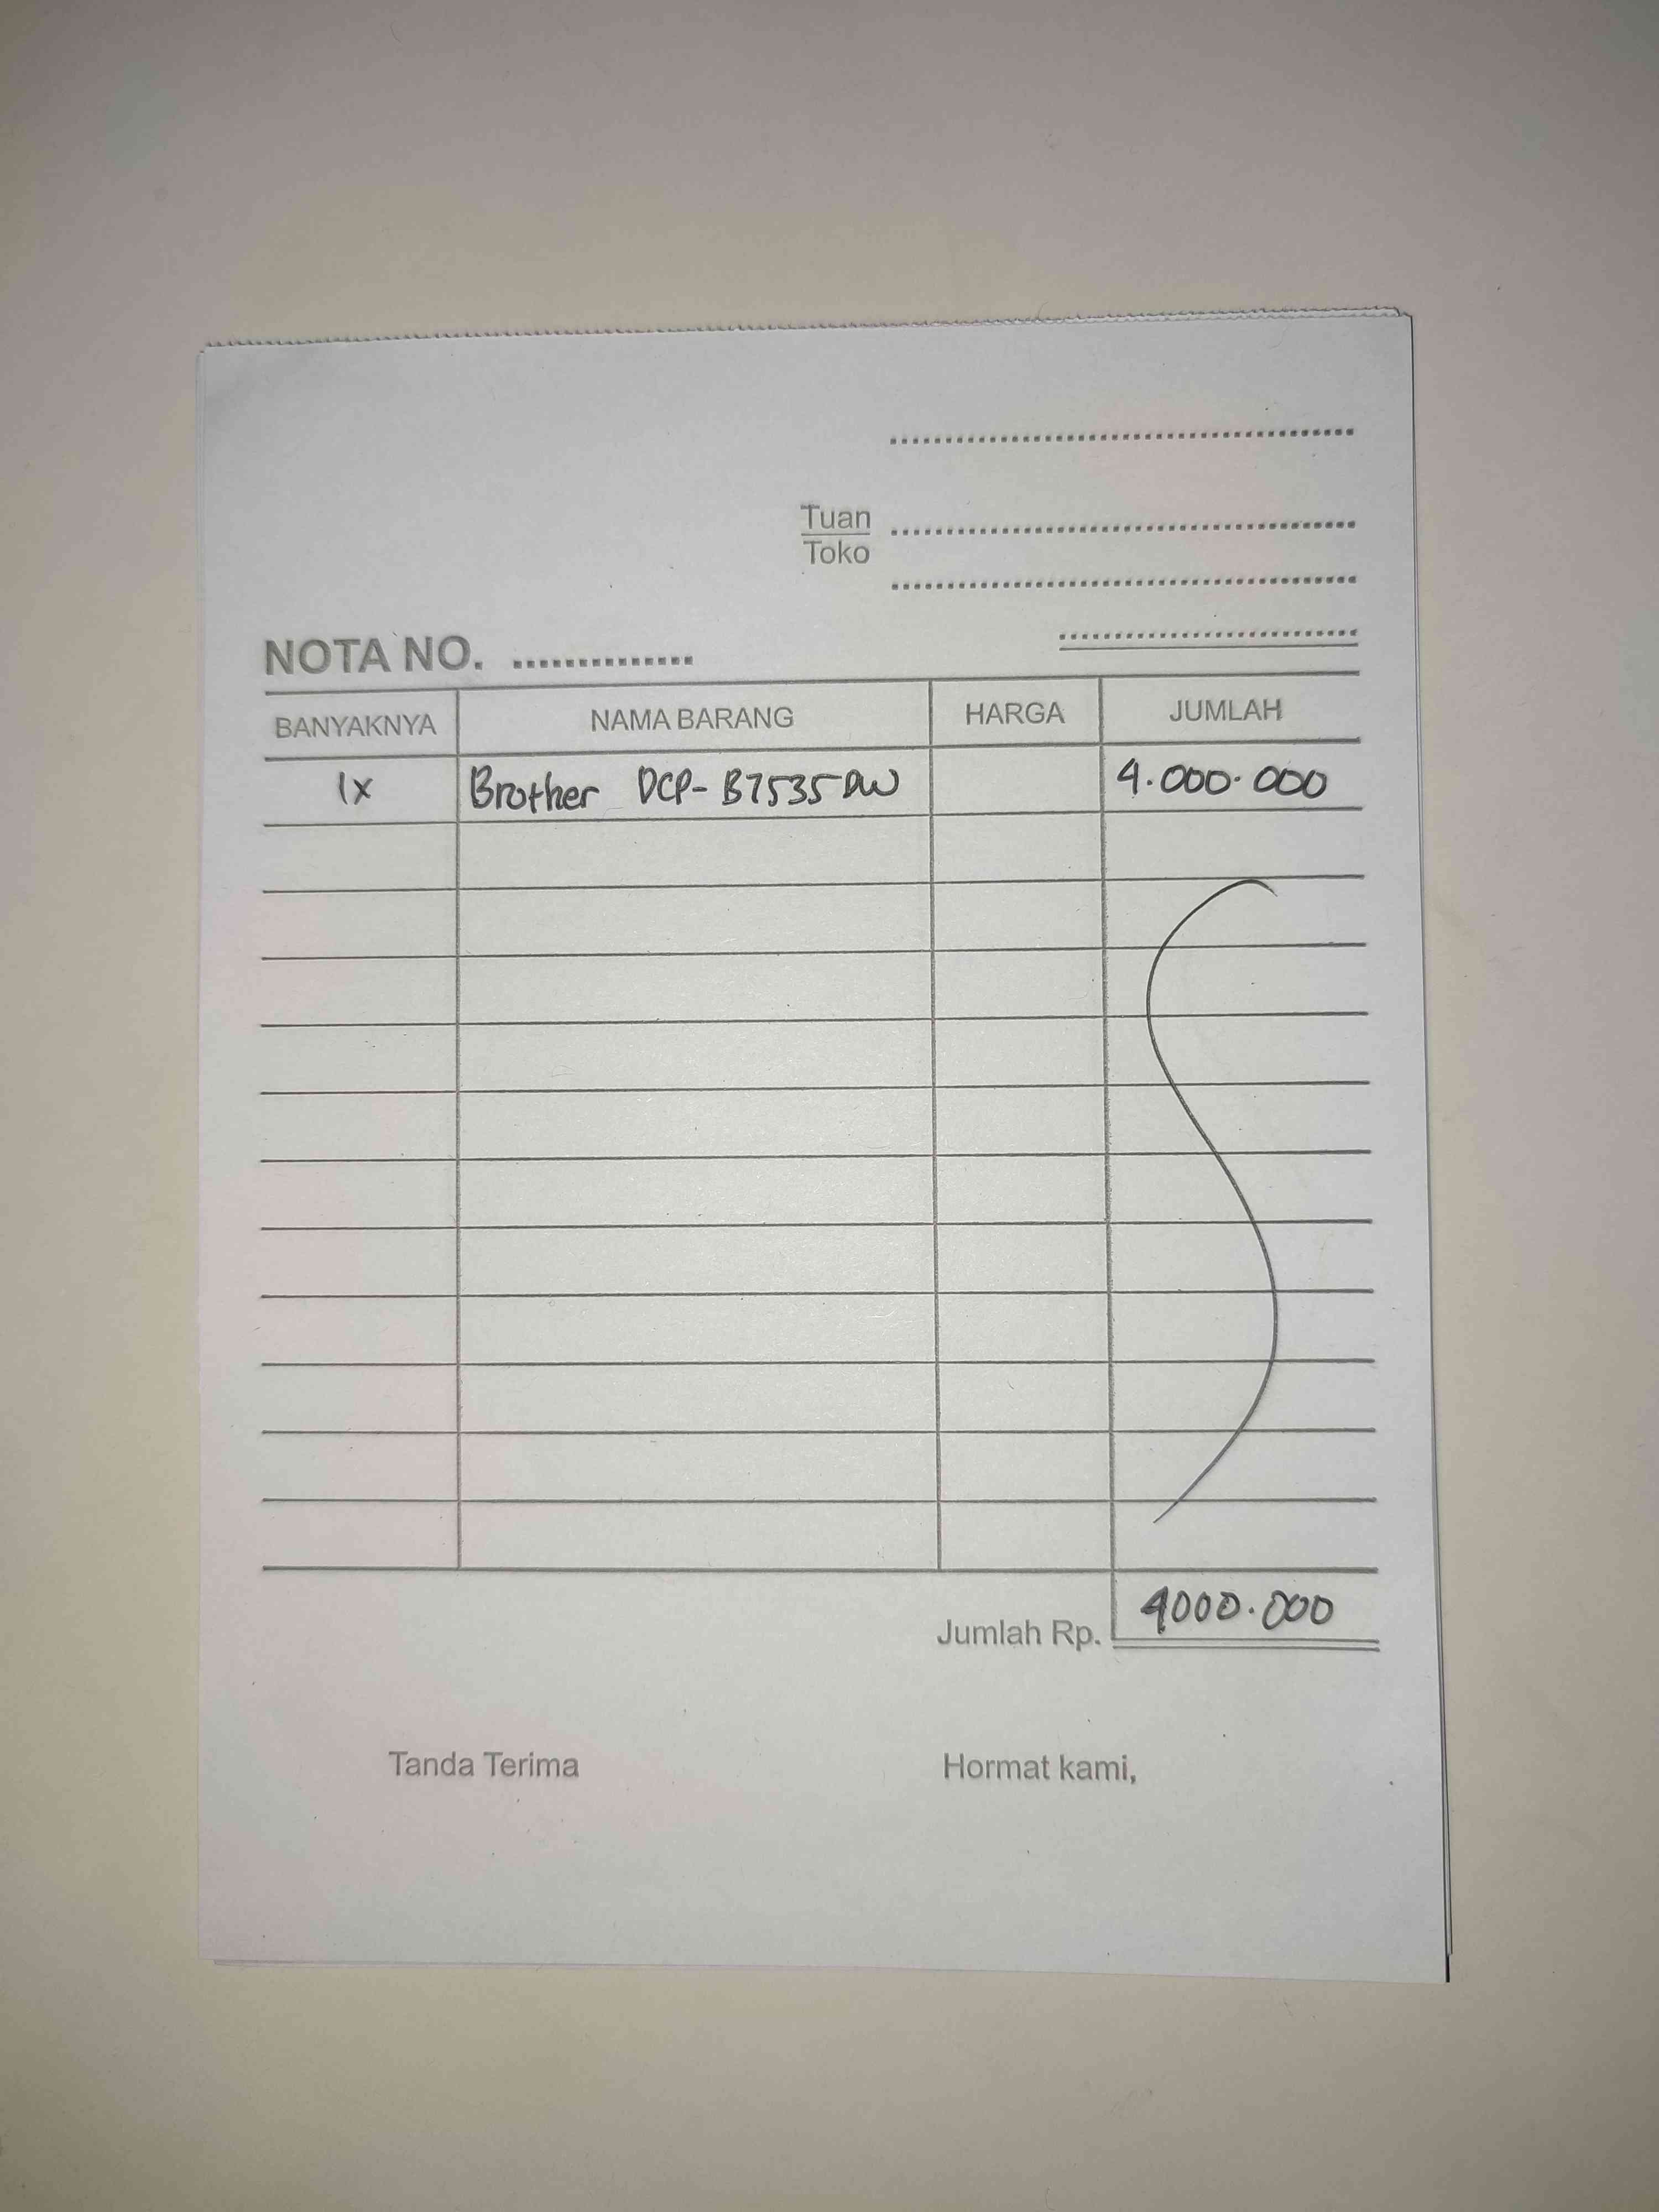 Tuan
Toko
NOTA NO. ..............
BANYAKNYA NAMA BARANG HARGA JUMLAH
1x Brother DCP-B7535DW 4.000.000
Jumlah Rp. 4000.000
Tanda Terima Hormat kami,